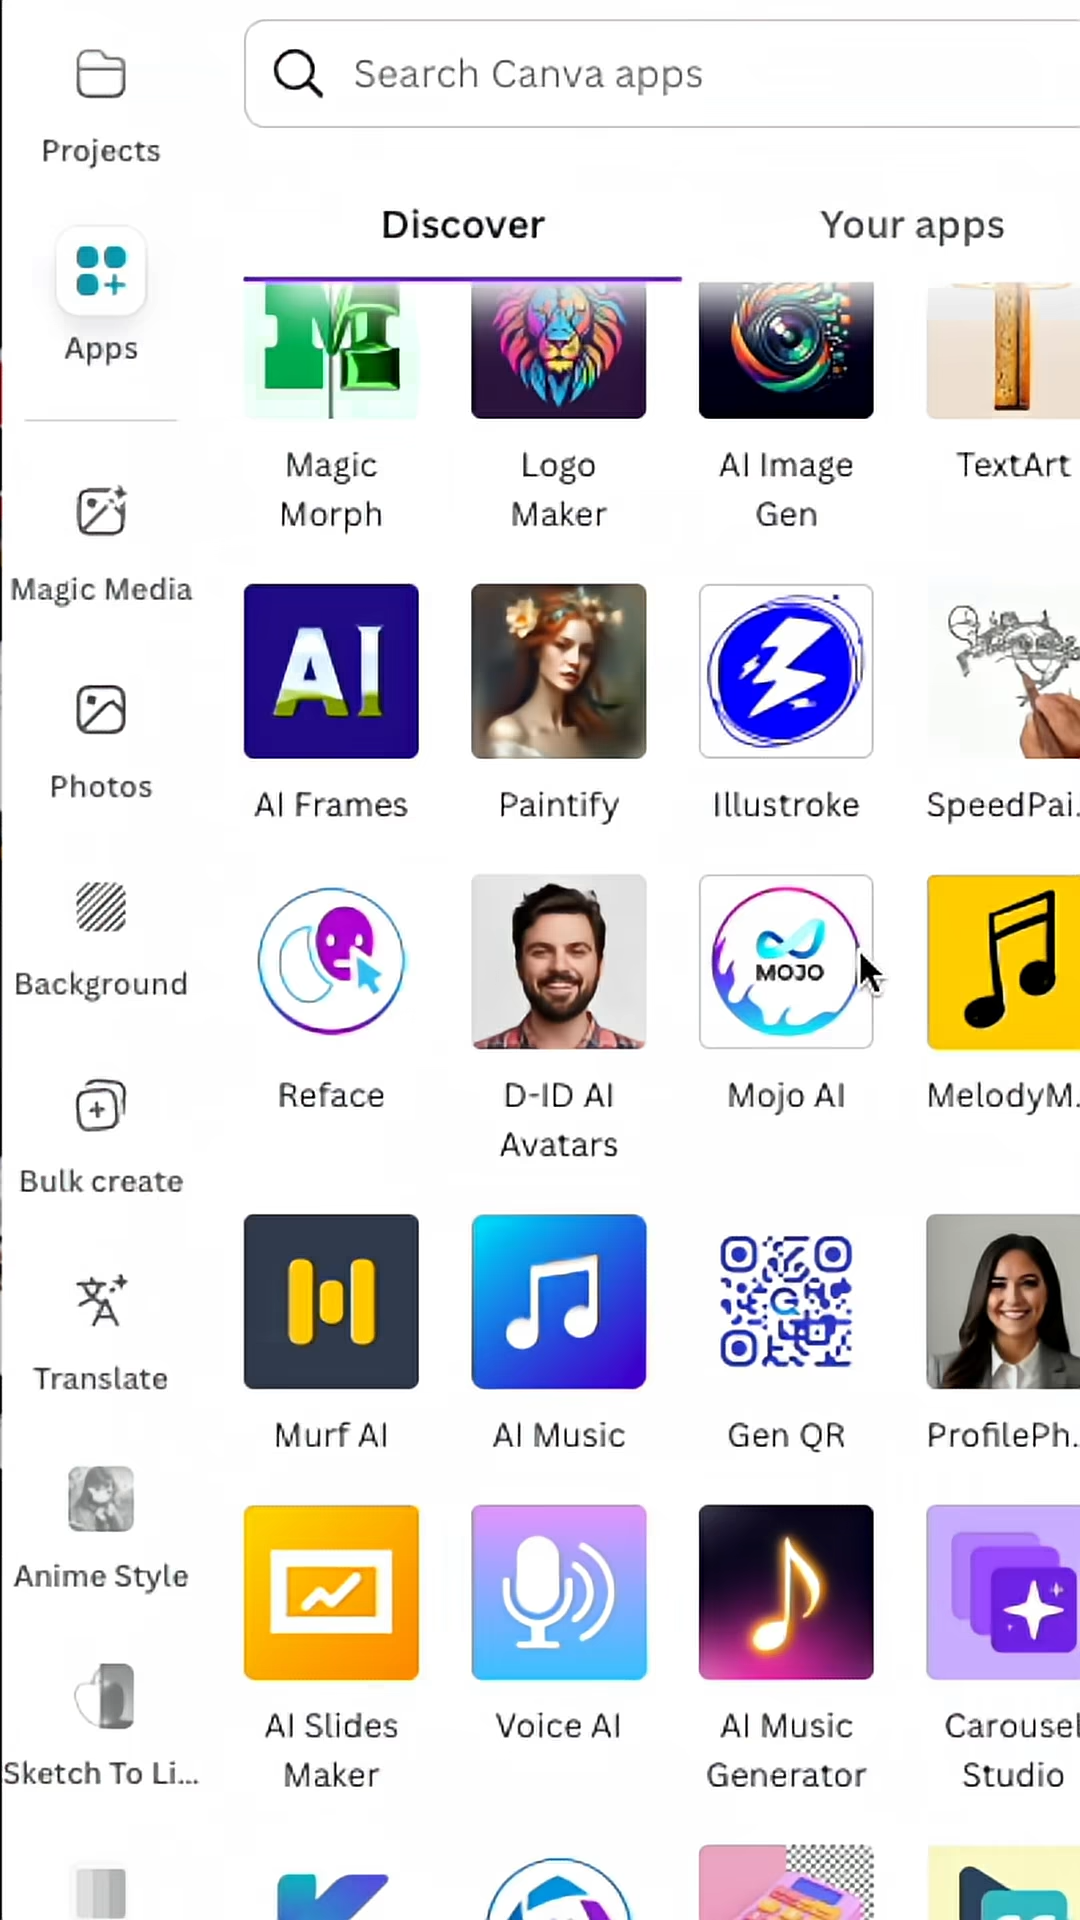 Search Canva apps
Projects
Discover
Your apps
Apps
Magic Morph
Logo Maker
AI Image Gen
TextArt
Magic Media
AI
AI Frames
Paintify
Illustroke
SpeedPai...
Photos
Background
MOJO
Reface
D-ID AI Avatars
Mojo AI
MelodyM...
Bulk create
Translate
Murf AI
AI Music
Gen QR
ProfilePh...
Anime Style
AI Slides Maker
Voice AI
AI Music Generator
Carousel Studio
Sketch To Li...